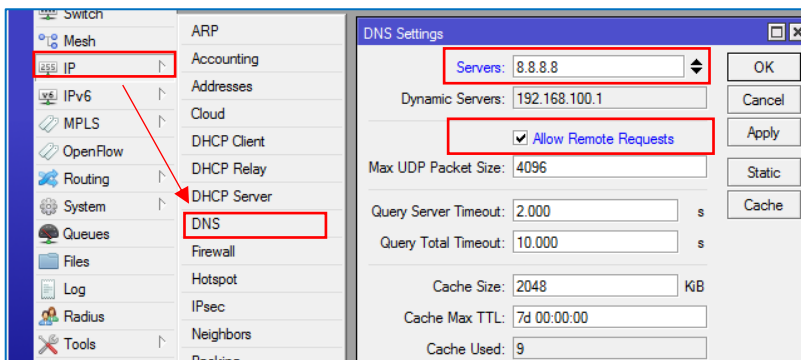 Switch
Mesh
255 IP
v6 IPv6
MPLS
OpenFlow
Routing
System
Queues
Files
Log
Radius
Tools
ARP
Accounting
Addresses
Cloud
DHCP Client
DHCP Relay
DHCP Server
DNS
Firewall
Hotspot
IPsec
Neighbors
Packing
DNS Settings
Servers: 8.8.8.8
Dynamic Servers: 192.168.100.1
Allow Remote Requests
Max UDP Packet Size: 4096
Query Server Timeout: 2.000 s
Query Total Timeout: 10.000 s
Cache Size: 2048 KiB
Cache Max TTL: 7d 00:00:00
Cache Used: 9
OK
Cancel
Apply
Static
Cache